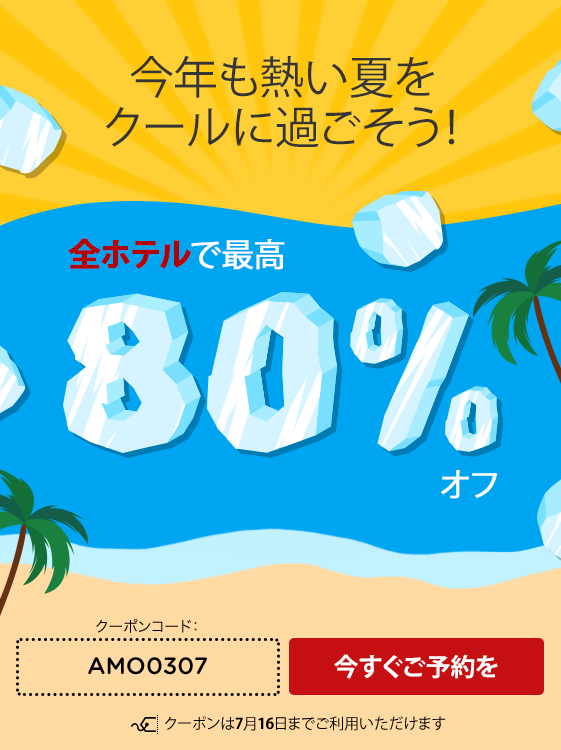 今年も熱い夏を
クールに過ごそう!
全ホテルで最高
80%
オフ
クーポンコード:
AMO0307
今すぐご予約を
クーポンは7月16日までご利用いただけます